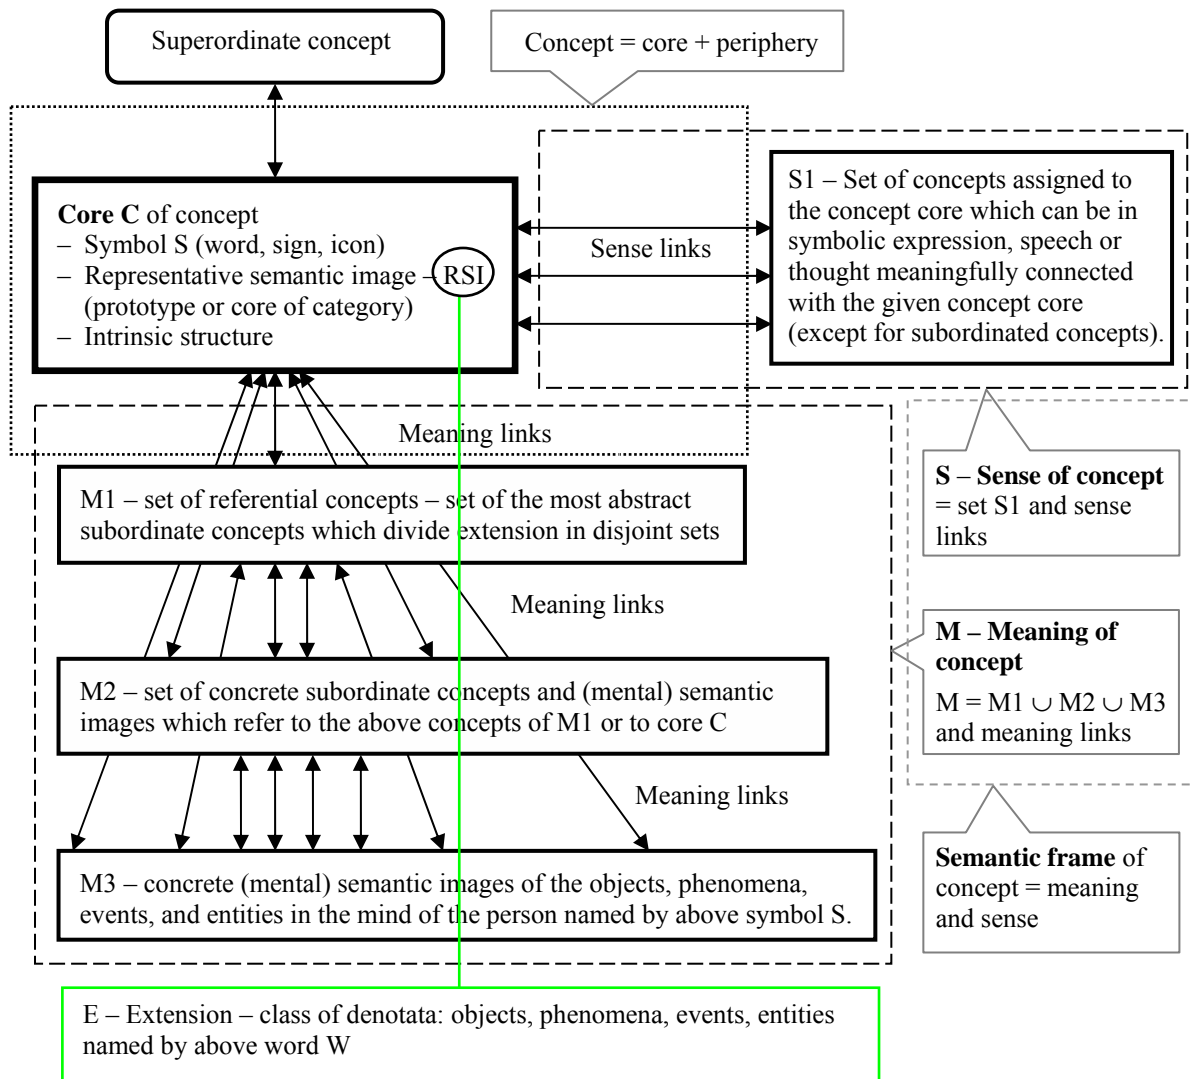 Superordinate concept
Concept = core + periphery
Core C of concept
– Symbol S (word, sign, icon)
– Representative semantic image – RSI
(prototype or core of category)
– Intrinsic structure
Sense links
S1 – Set of concepts assigned to
the concept core which can be in
symbolic expression, speech or
thought meaningfully connected
with the given concept core
(except for subordinated concepts).
Meaning links
M1 – set of referential concepts – set of the most abstract
subordinate concepts which divide extension in disjoint sets
S – Sense of concept
= set S1 and sense
links
Meaning links
M – Meaning of
concept
M = M1 ∪ M2 ∪ M3
and meaning links
M2 – set of concrete subordinate concepts and (mental) semantic
images which refer to the above concepts of M1 or to core C
Meaning links
M3 – concrete (mental) semantic images of the objects, phenomena,
events, and entities in the mind of the person named by above symbol S.
Semantic frame of
concept = meaning
and sense
E – Extension – class of denotata: objects, phenomena, events, entities
named by above word W